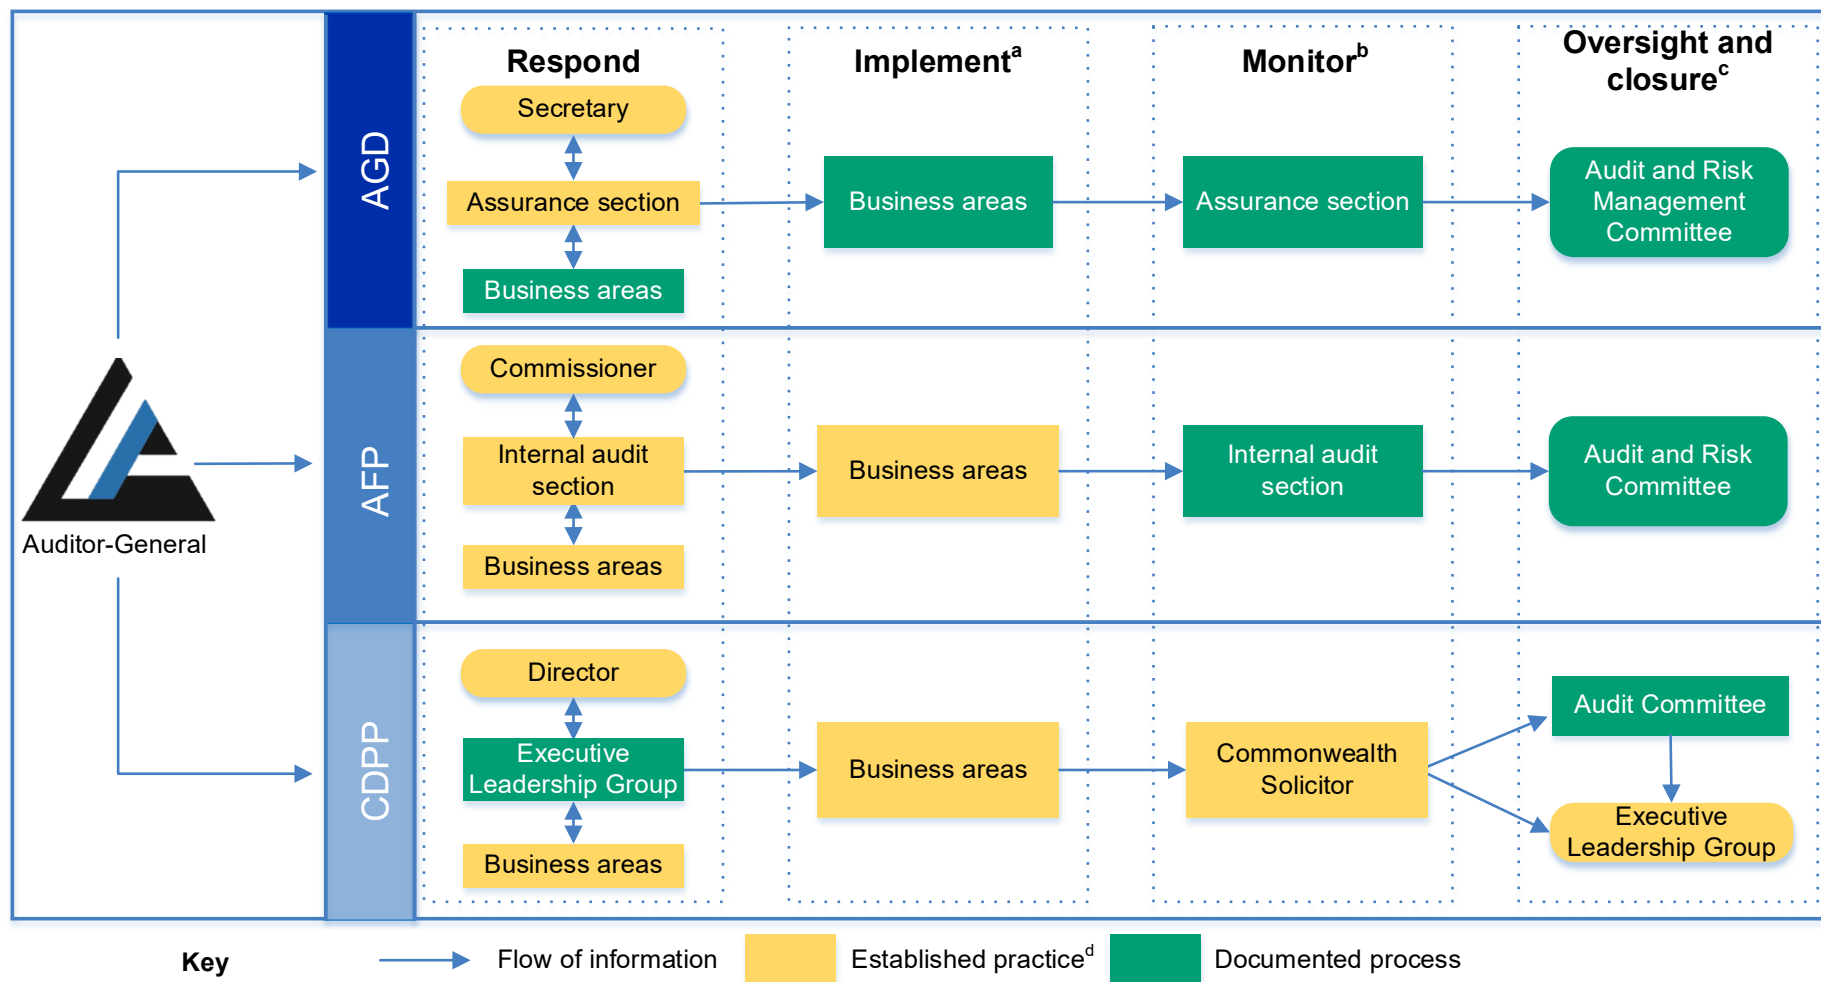 Respond
Implementᵃ
Monitorᵇ
Oversight and
closureᶜ
Auditor-General
AGD
Secretary
Assurance section
Business areas
Business areas
Assurance section
Audit and Risk
Management
Committee
AFP
Commissioner
Internal audit
section
Business areas
Business areas
Internal audit
section
Audit and Risk
Committee
CDPP
Director
Executive
Leadership Group
Business areas
Business areas
Commonwealth
Solicitor
Audit Committee
Executive
Leadership Group
Key
Flow of information
Established practiceᵈ
Documented process